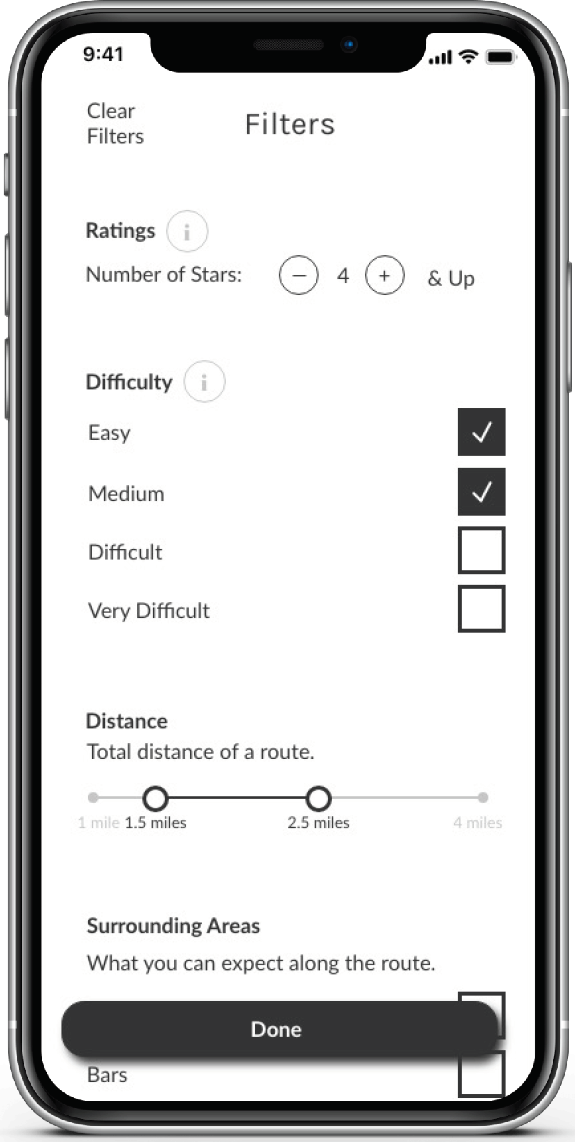 9:41
Clear
Filters
Filters
Ratings i
Number of Stars: − 4 + & Up
Difficulty i
Easy
Medium
Difficult
Very Difficult
Distance
Total distance of a route.
1 mile 1.5 miles 2.5 miles 4 miles
Surrounding Areas
What you can expect along the route.
Done
Bars